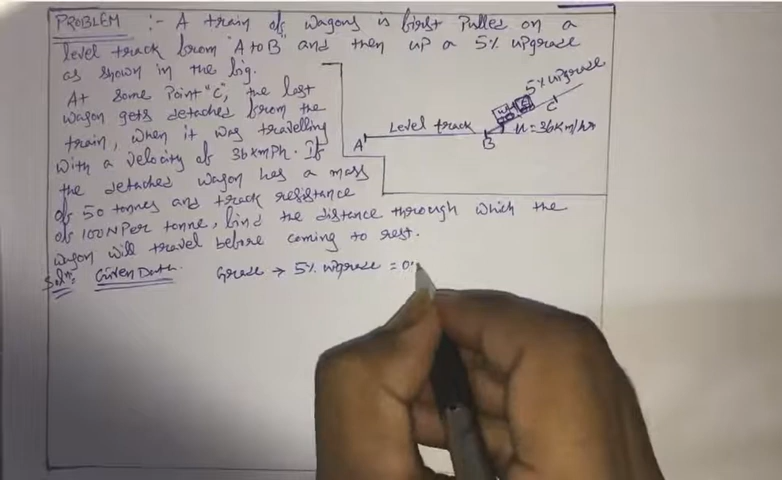 PROBLEM :- A train of wagons is first Pulled on a
level track from "A to B" and then up a 5% upgrade
as shown in the fig.
At some Point "C", the last
wagon gets detached from the
train, when it was travelling
with a velocity of 36 kmph. If
the detached wagon has a mass
of 50 tonnes and track resistance
of 100N Per tonne, find the distance through which the
wagon will travel before coming to rest.
5% upgrade
Level track
A
B
C
u = 36 Km/hr
Soln: Given Data. Grade → 5% upgrade = 0.